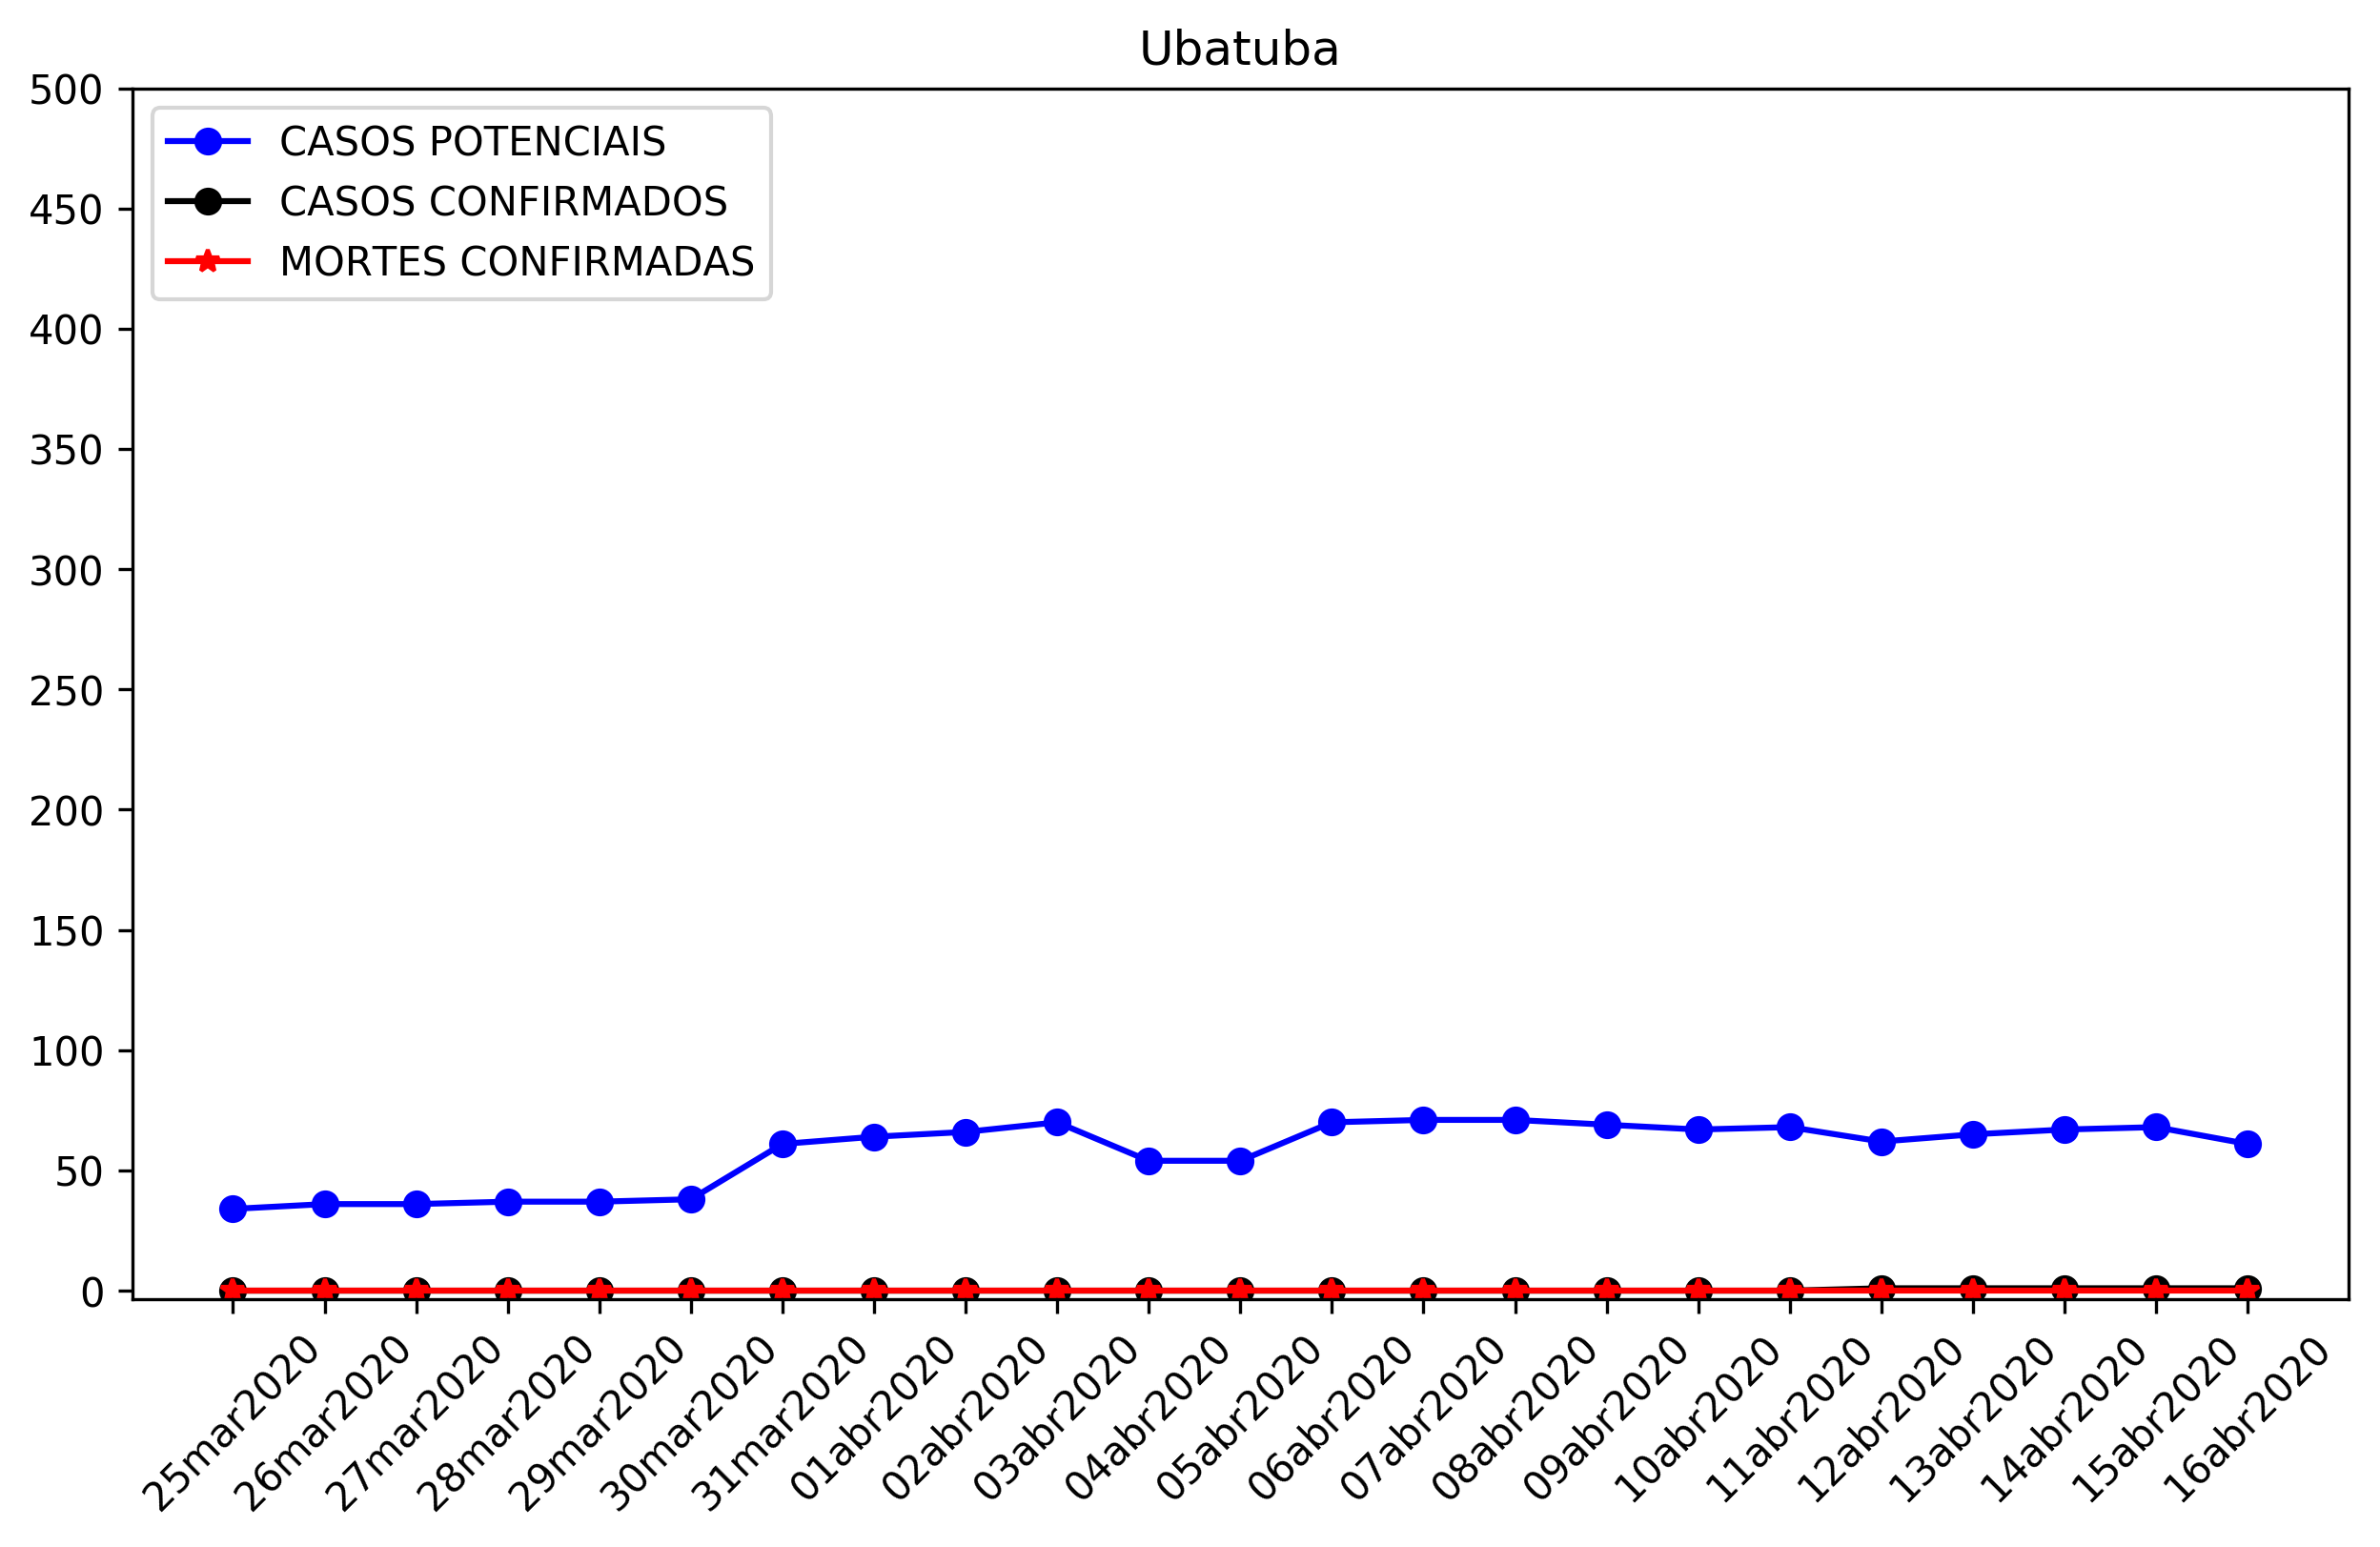 Ubatuba
500
450
400
350
300
250
200
150
100
50
0
CASOS POTENCIAIS
CASOS CONFIRMADOS
MORTES CONFIRMADAS
25mar2020
26mar2020
27mar2020
28mar2020
29mar2020
30mar2020
31mar2020
01abr2020
02abr2020
03abr2020
04abr2020
05abr2020
06abr2020
07abr2020
08abr2020
09abr2020
10abr2020
11abr2020
12abr2020
13abr2020
14abr2020
15abr2020
16abr2020